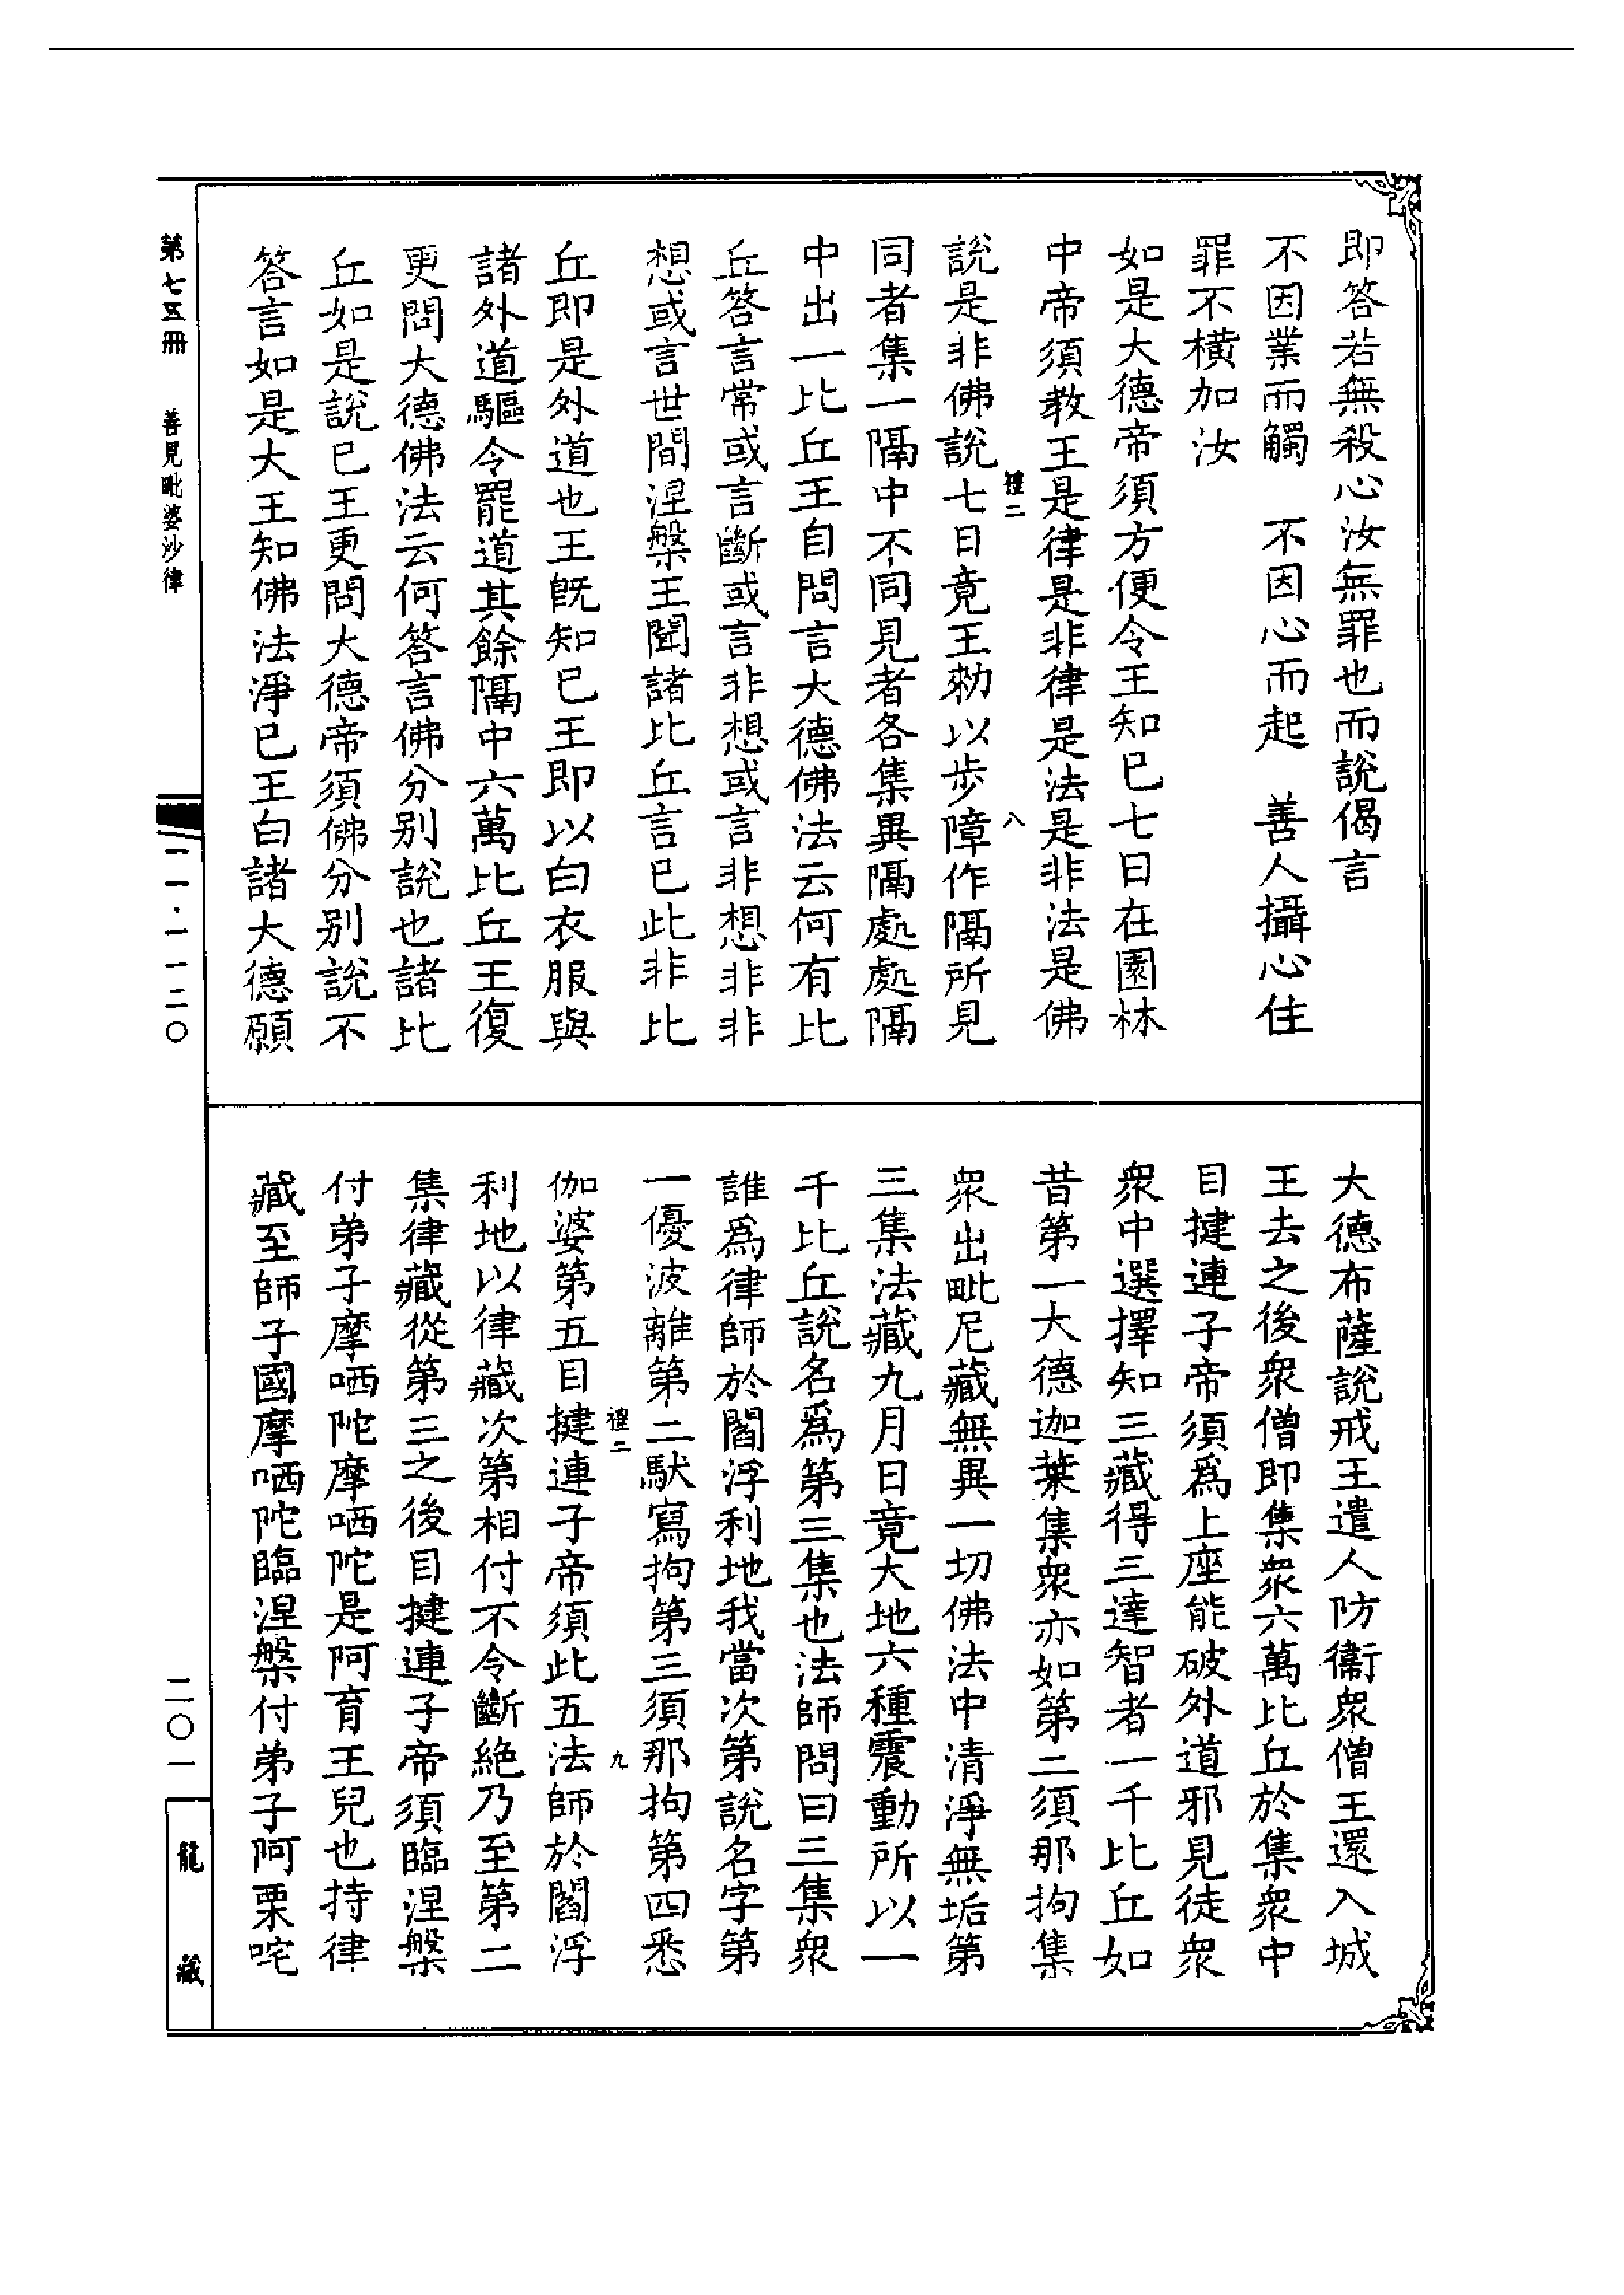 即答若無殺心汝無罪也而說偈言
不因業而觸　不因心而起　善人攝心住
罪不橫加汝
如是大德帝須方便令王知已七日在園林
中帝須教王是律是非律是法是非法是佛
說是非佛說七日竟王勅以步障作隔所見
同者集一隔中不同見者各集異隔處處隔
中出一比丘王自問言大德佛法云何有比
丘答言常或言斷或言非想或言非想非非
想或言世間涅槃王聞諸比丘言已此非比
丘即是外道也王既知已王即以白衣服與
諸外道驅令罷道其餘隔中六萬比丘王復
更問大德佛法云何答言佛分別說也諸比
丘如是說已王更問大德帝須佛分別說不
答言如是大王知佛法淨已王白諸大德願
禮二　八
大德布薩說戒王遣人防衛眾僧王還入城
王去之後眾僧即集眾六萬比丘於集眾中
目揵連子帝須為上座能破外道邪見徒眾
眾中選擇知三藏得三達智者一千比丘如
昔第一大德迦葉集眾亦如第二須那拘集
眾出毗尼藏無異一切佛法中清淨無垢第
三集法藏九月日竟大地六種震動所以一
千比丘說名為第三集也法師問曰三集眾
誰為律師於閻浮利地我當次第說名字第
一優波離第二馱寫拘第三須那拘第四悉
伽婆第五目揵連子帝須此五法師於閻浮
利地以律藏次第相付不令斷絕乃至第二
集律藏從第三之後目揵連子帝須臨涅槃
付弟子摩哂陀摩哂陀是阿育王兒也持律
藏至師子國摩哂陀臨涅槃付弟子阿栗吒
禮二　九
第七五冊　善見毗婆沙律
一一·一一二〇
二〇一
龍藏